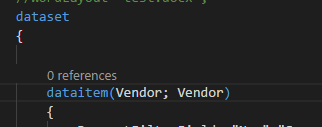 dataset
{
0 references
dataitem(Vendor; Vendor)
{